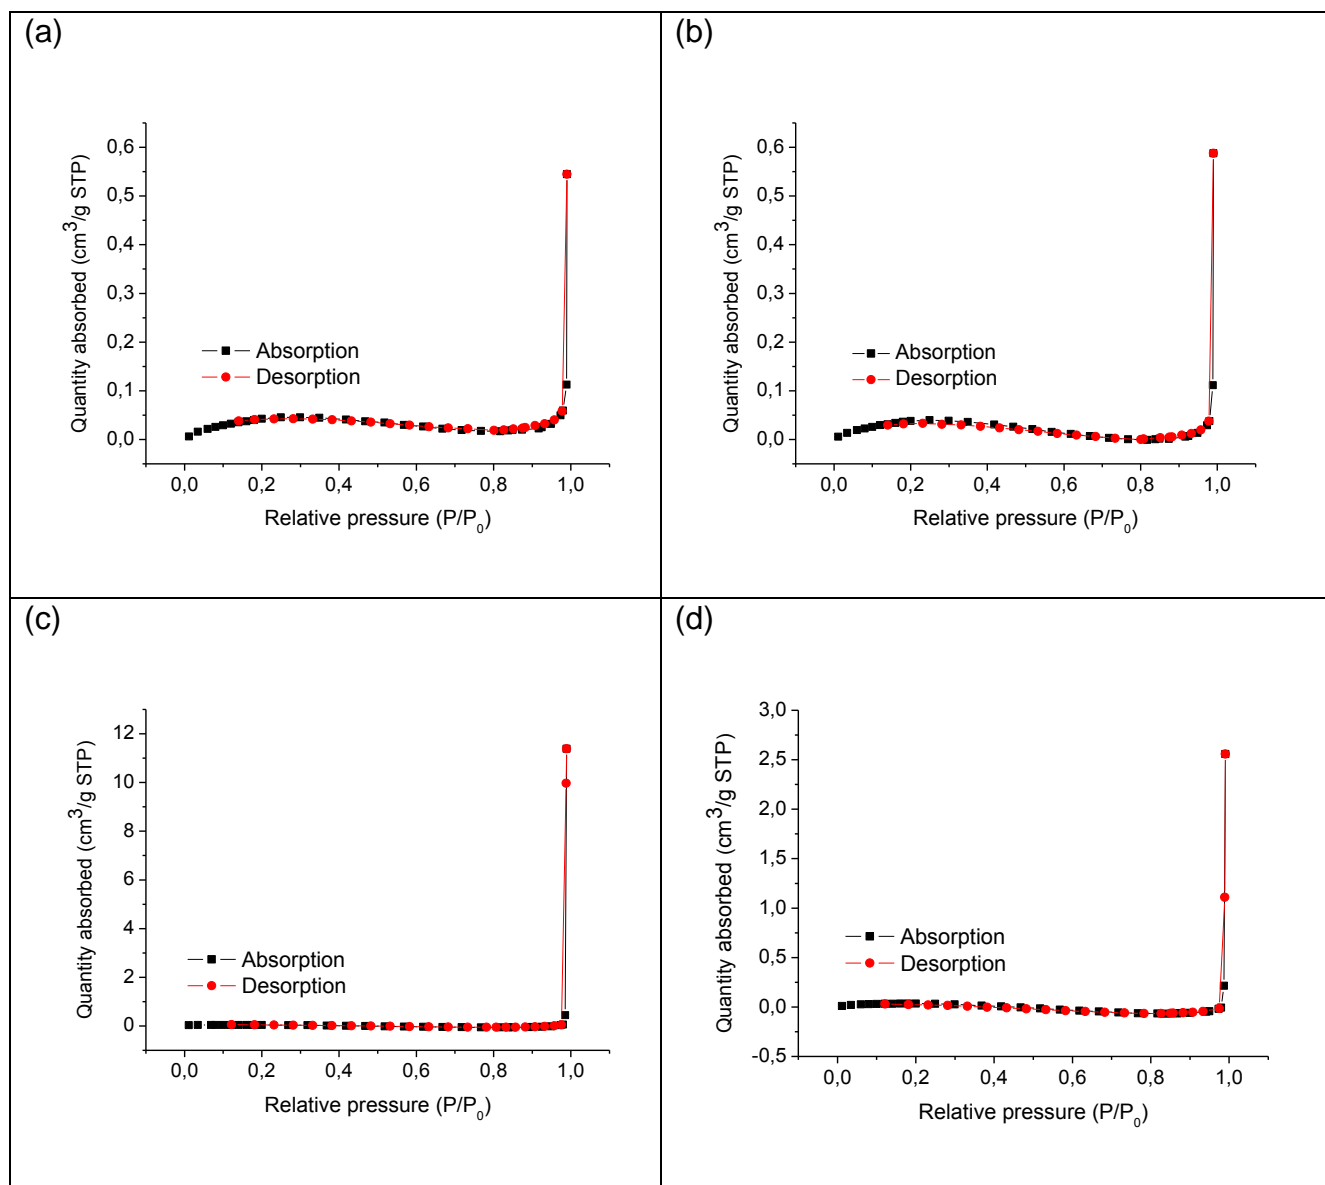 (a)
Quantity absorbed (cm³/g STP)
0,6
0,5
0,4
0,3
0,2
0,1
0,0
Absorption
Desorption
0,0 0,2 0,4 0,6 0,8 1,0
Relative pressure (P/P₀)
(b)
Quantity absorbed (cm³/g STP)
0,6
0,5
0,4
0,3
0,2
0,1
0,0
Absorption
Desorption
0,0 0,2 0,4 0,6 0,8 1,0
Relative pressure (P/P₀)
(c)
Quantity absorbed (cm³/g STP)
12
10
8
6
4
2
0
Absorption
Desorption
0,0 0,2 0,4 0,6 0,8 1,0
Relative pressure (P/P₀)
(d)
Quantity absorbed (cm³/g STP)
3,0
2,5
2,0
1,5
1,0
0,5
0,0
-0,5
Absorption
Desorption
0,0 0,2 0,4 0,6 0,8 1,0
Relative pressure (P/P₀)